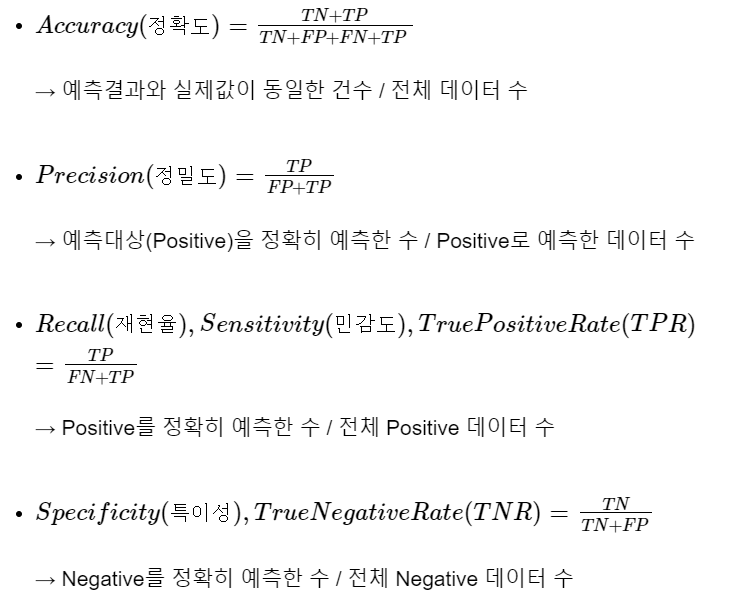 • Accuracy(정확도) = \frac{TN+TP}{TN+FP+FN+TP}
→ 예측결과와 실제값이 동일한 건수 / 전체 데이터 수
• Precision(정밀도) = \frac{TP}{FP+TP}
→ 예측대상(Positive)을 정확히 예측한 수 / Positive로 예측한 데이터 수
• Recall(재현율), Sensitivity(민감도), TruePositiveRate(TPR)
= \frac{TP}{FN+TP}
→ Positive를 정확히 예측한 수 / 전체 Positive 데이터 수
• Specificity(특이성), TrueNegativeRate(TNR) = \frac{TN}{TN+FP}
→ Negative를 정확히 예측한 수 / 전체 Negative 데이터 수